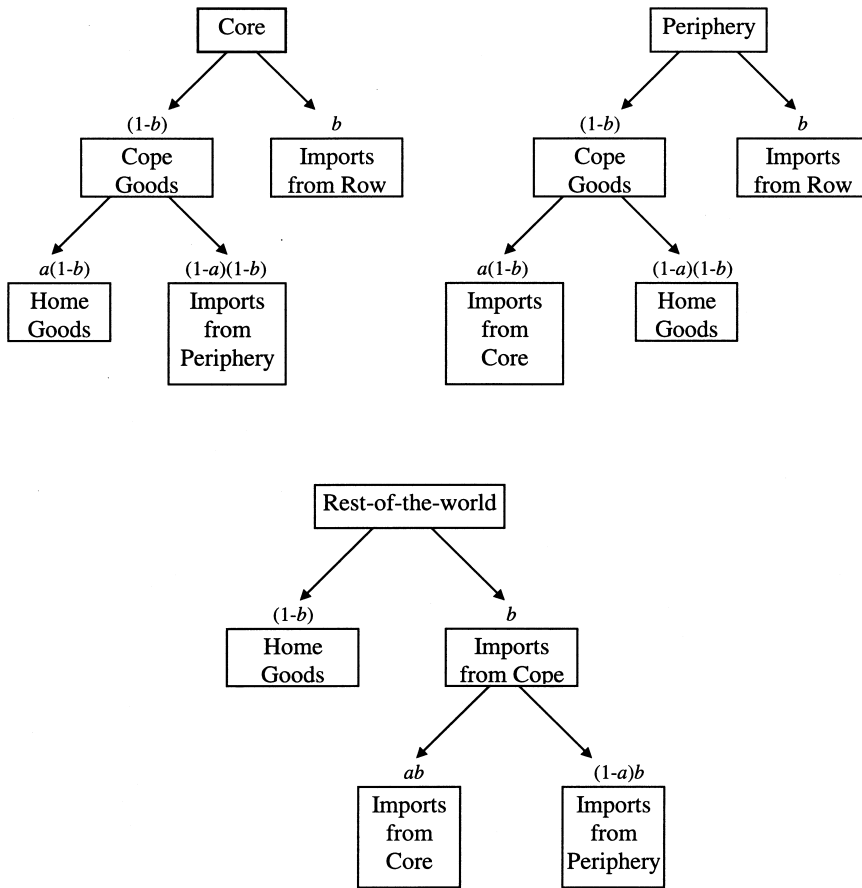 Core
(1-b)
b
Cope
Goods
Imports
from Row
a(1-b)
(1-a)(1-b)
Home
Goods
Imports
from
Periphery
Periphery
(1-b)
b
Cope
Goods
Imports
from Row
a(1-b)
(1-a)(1-b)
Imports
from
Core
Home
Goods
Rest-of-the-world
(1-b)
b
Home
Goods
Imports
from Cope
ab
(1-a)b
Imports
from
Core
Imports
from
Periphery